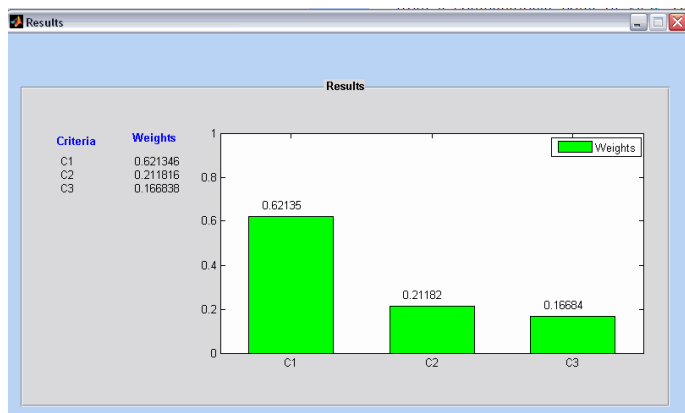 Results
Results
Criteria Weights
C1 0.621346
C2 0.211816
C3 0.166838
1
0.8
0.6
0.4
0.2
0
Weights
0.62135
0.21182
0.16684
C1 C2 C3